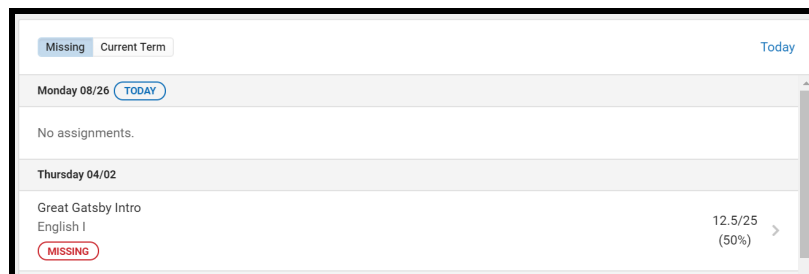 Missing Current Term Today
Monday 08/26 TODAY
No assignments.
Thursday 04/02
Great Gatsby Intro
English I
MISSING
12.5/25
(50%)